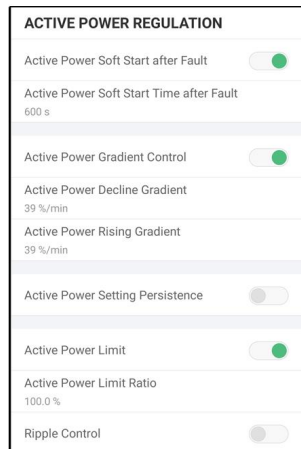 ACTIVE POWER REGULATION
Active Power Soft Start after Fault
Active Power Soft Start Time after Fault
600 s
Active Power Gradient Control
Active Power Decline Gradient
39 %/min
Active Power Rising Gradient
39 %/min
Active Power Setting Persistence
Active Power Limit
Active Power Limit Ratio
100.0 %
Ripple Control